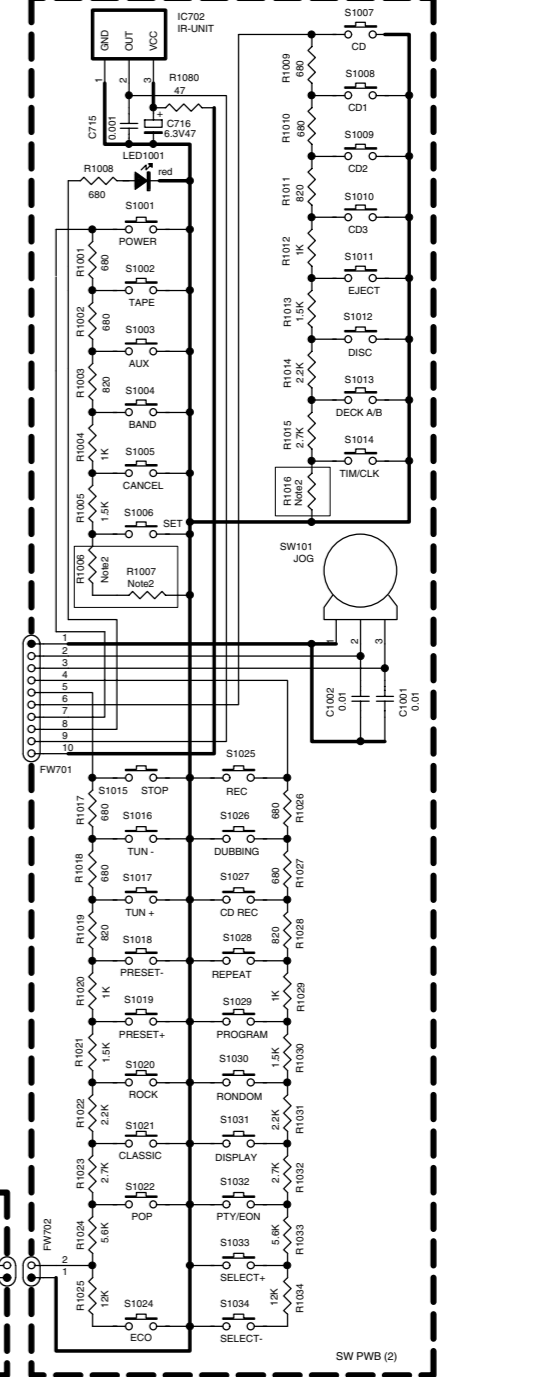 IC702
IR-UNIT
GND
OUT
VCC
1
2
3
R1080
47
C715
0.001
+
C716
6.3V47
LED1001
red
R1008
680
S1001
POWER
R1001
680
S1002
TAPE
R1002
680
S1003
AUX
R1003
820
S1004
BAND
R1004
1K
S1005
CANCEL
R1005
1.5K
S1006
SET
R1006
Note2
R1007
Note2
S1007
CD
R1009
680
S1008
CD1
R1010
680
S1009
CD2
R1011
820
S1010
CD3
R1012
1K
S1011
EJECT
R1013
1.5K
S1012
DISC
R1014
2.2K
S1013
DECK A/B
R1015
2.7K
S1014
TIM/CLK
R1016
Note2
SW101
JOG
1
2
3
C1002
0.01
C1001
0.01
1
2
3
4
5
6
7
8
9
10
FW701
S1015
STOP
R1017
680
S1016
TUN -
R1018
680
S1017
TUN +
R1019
820
S1018
PRESET-
R1020
1K
S1019
PRESET+
R1021
1.5K
S1020
ROCK
R1022
2.2K
S1021
CLASSIC
R1023
2.7K
S1022
POP
R1024
5.6K
R1025
12K
S1024
ECO
S1025
REC
680
R1026
S1026
DUBBING
680
R1027
S1027
CD REC
820
R1028
S1028
REPEAT
1K
R1029
S1029
PROGRAM
1.5K
R1030
S1030
RONDOM
2.2K
R1031
S1031
DISPLAY
2.7K
R1032
S1032
PTY/EON
5.6K
R1033
S1033
SELECT+
12K
R1034
S1034
SELECT-
FW702
2
1
SW PWB (2)